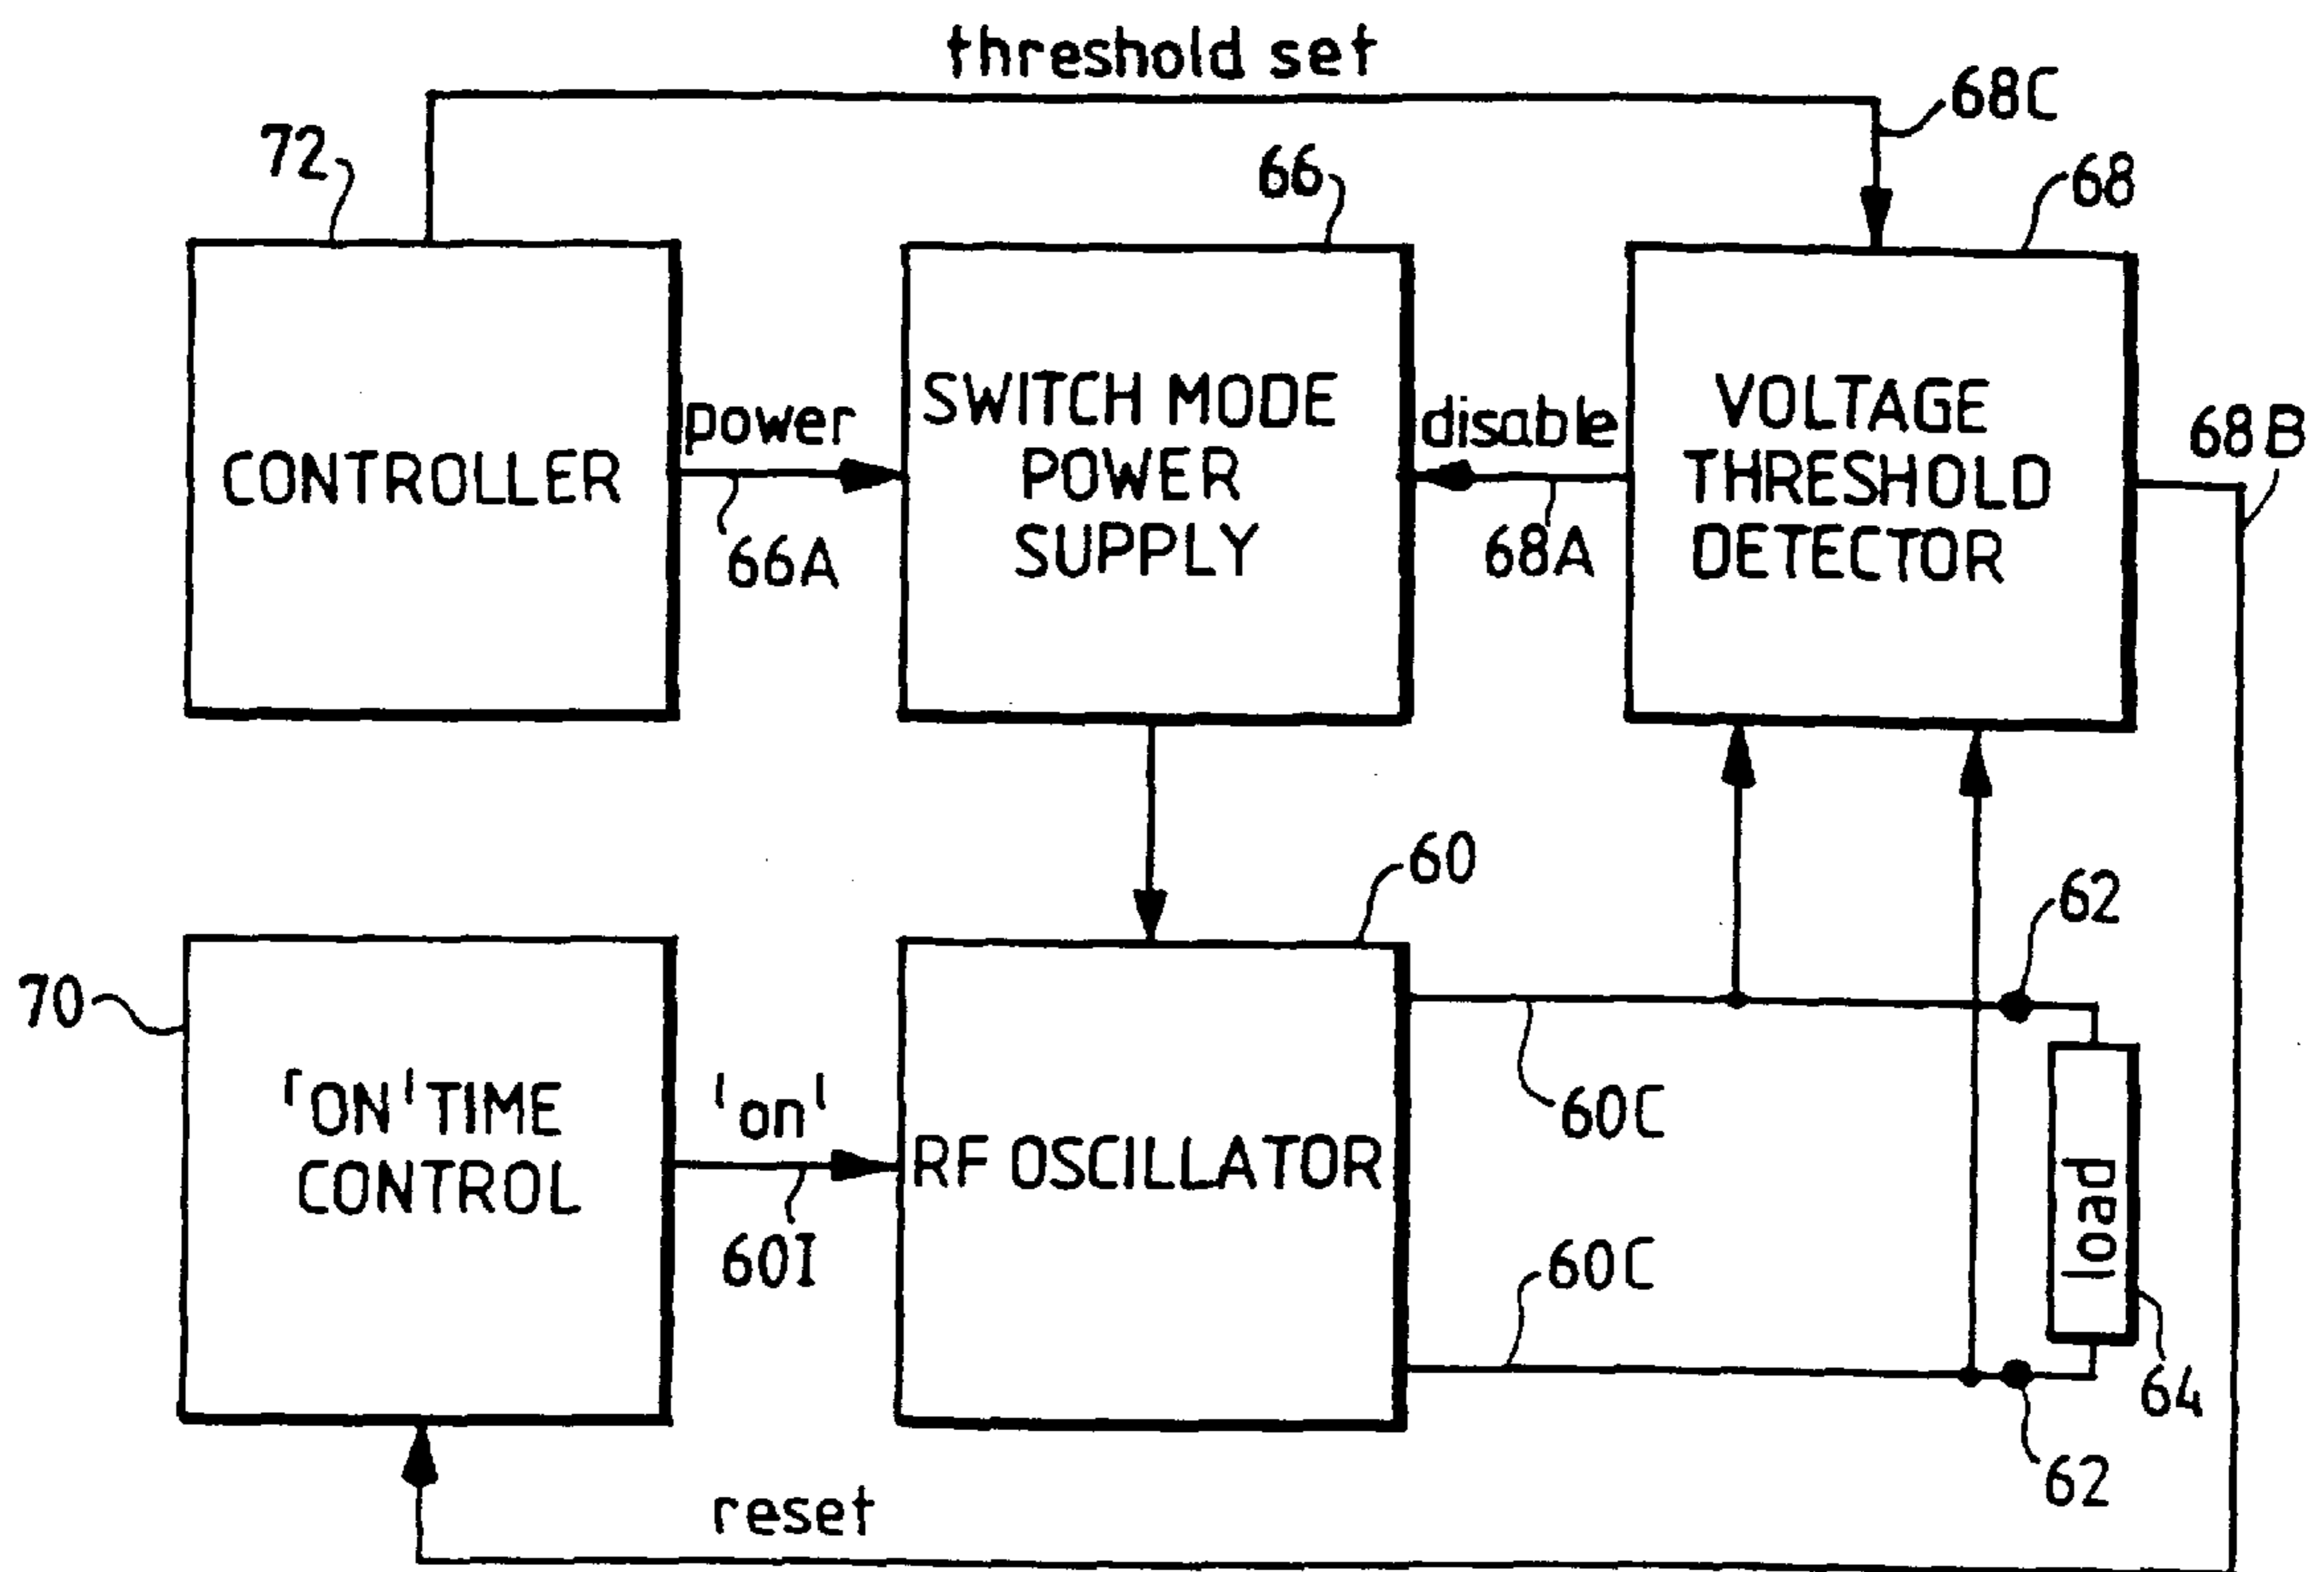 threshold set
68C
72
66
68
CONTROLLER
power
66A
SWITCH MODE
POWER
SUPPLY
disable
68A
VOLTAGE
THRESHOLD
DETECTOR
68B
60
62
70
'ON' TIME
CONTROL
'on'
60I
RF OSCILLATOR
60C
60C
load
64
62
reset